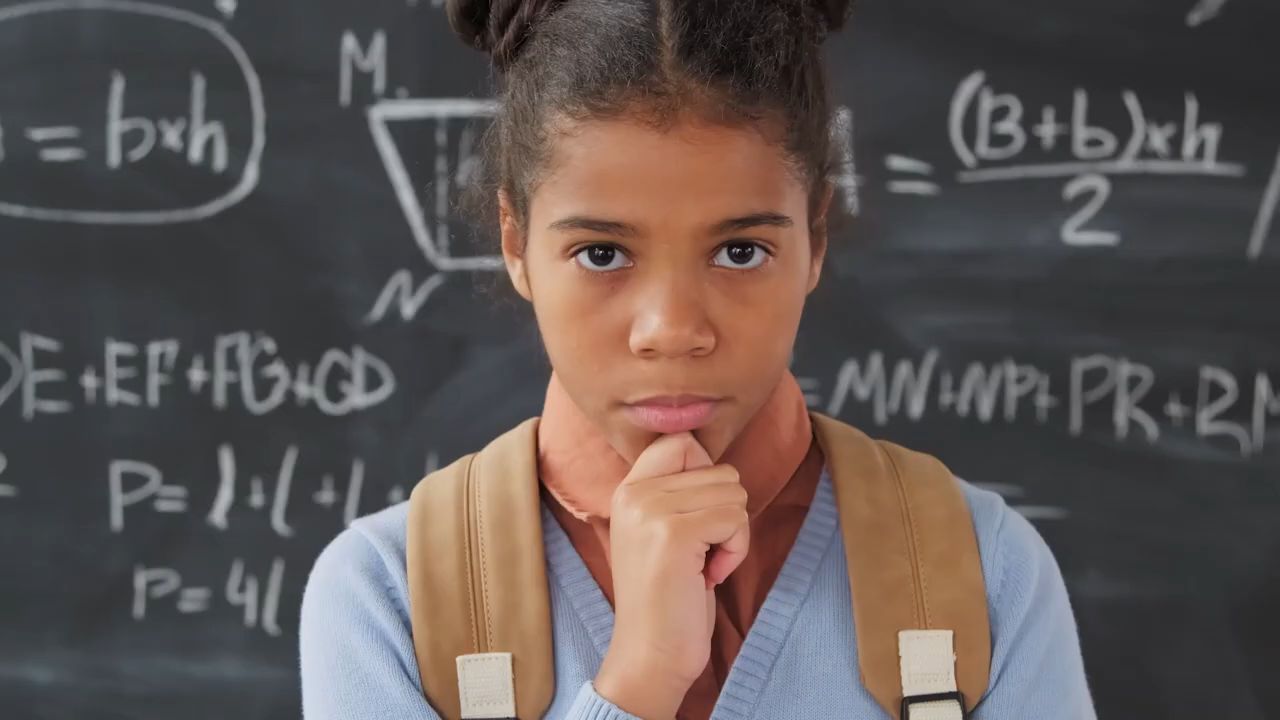 = b×h
M
= (B+b)×h
2
N
DE+EF+FG+GD
= MN+NP+PR+RM
P= l+l+l
P= 4l